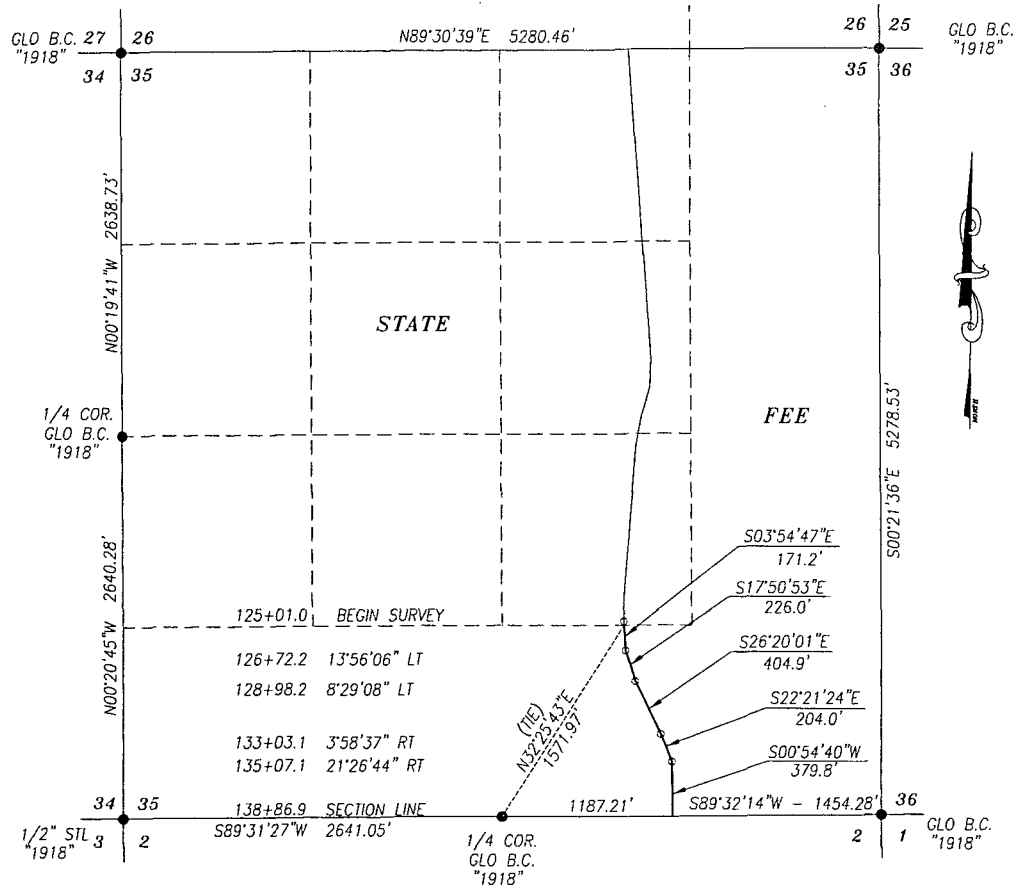 GLO B.C.
"1918"
27 26
34 35
N89°30'39"E 5280.46'
26 25
35 36
GLO B.C.
"1918"
N00°19'41"W 2638.73'
STATE
FEE
S00°21'36"E 5278.53'
1/4 COR.
GLO B.C.
"1918"
N00°20'45"W 2640.28'
S03°54'47"E
171.2'
S17°50'53"E
226.0'
S26°20'01"E
404.9'
S22°21'24"E
204.0'
S00°54'40"W
379.8'
125+01.0 BEGIN SURVEY
126+72.2 13°56'06" LT
128+98.2 8°29'08" LT
133+03.1 3°58'37" RT
135+07.1 21°26'44" RT
138+86.9 SECTION LINE
(TIE)
N32°25'43"E
1571.97'
34 35
3 2
1/2" STL
"1918"
S89°31'27"W 2641.05'
1/4 COR.
GLO B.C.
"1918"
1187.21'
S89°32'14"W - 1454.28'
36
2 1
GLO B.C.
"1918"